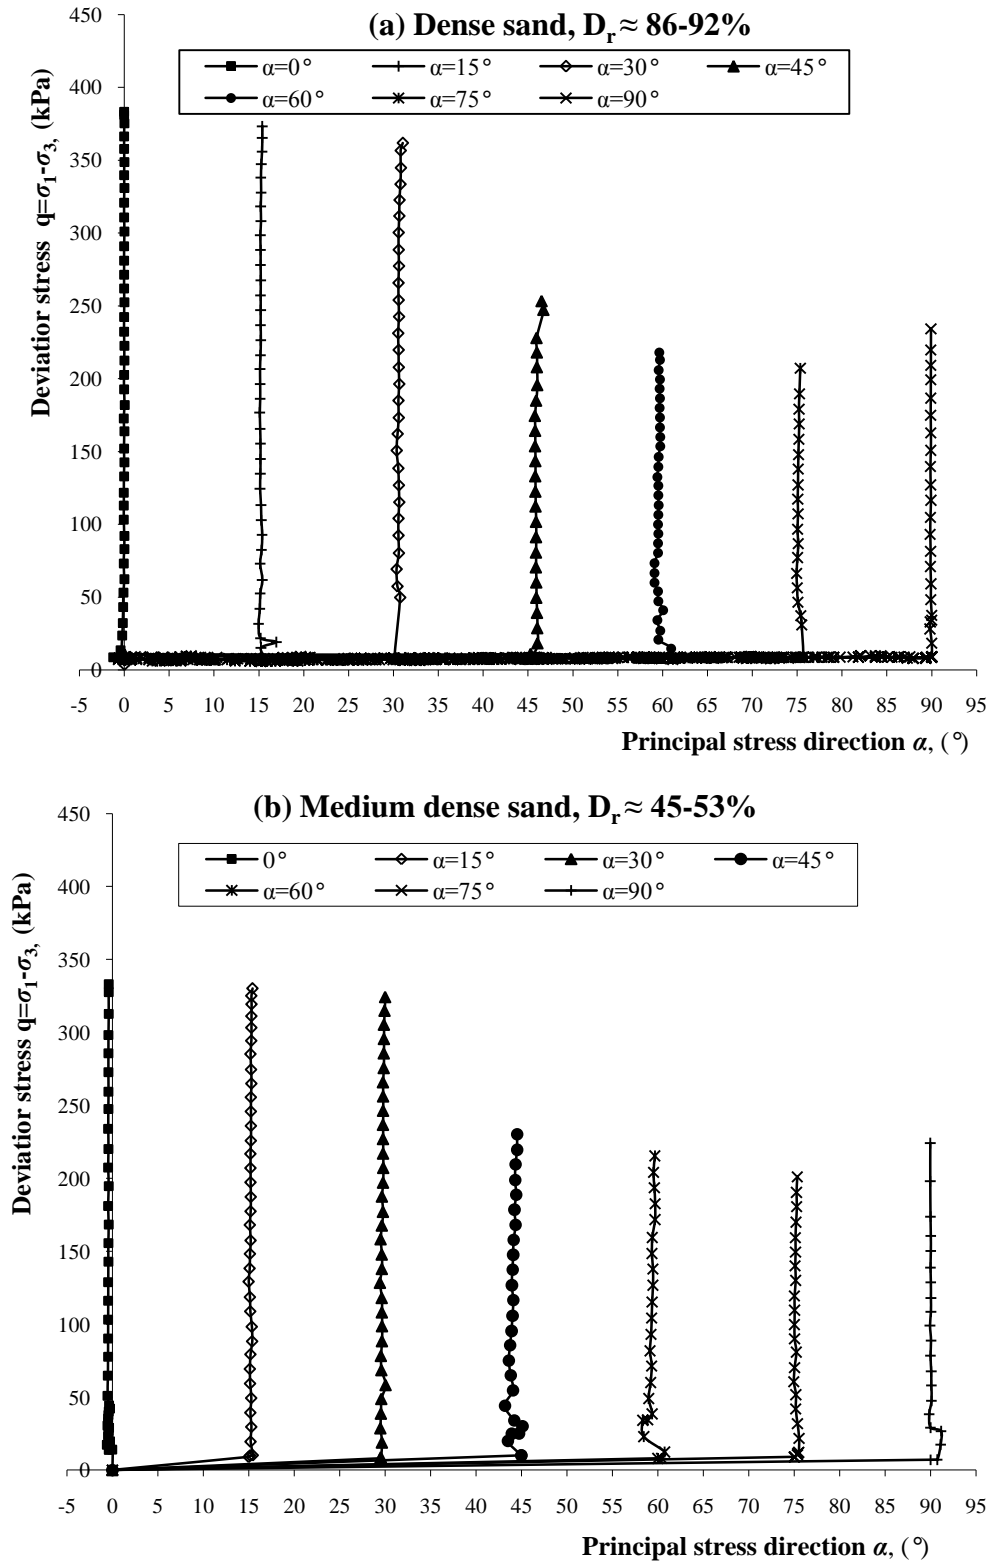 (a) Dense sand, Dr ≈ 86-92%
α=0° α=15° α=30° α=45°
α=60° α=75° α=90°
Deviatior stress q=σ1-σ3, (kPa)
450
400
350
300
250
200
150
100
50
0
-5 0 5 10 15 20 25 30 35 40 45 50 55 60 65 70 75 80 85 90 95
Principal stress direction α, (°)
(b) Medium dense sand, Dr ≈ 45-53%
0° α=15° α=30° α=45°
α=60° α=75° α=90°
Deviatior stress q=σ1-σ3, (kPa)
450
400
350
300
250
200
150
100
50
0
-5 0 5 10 15 20 25 30 35 40 45 50 55 60 65 70 75 80 85 90 95
Principal stress direction α, (°)